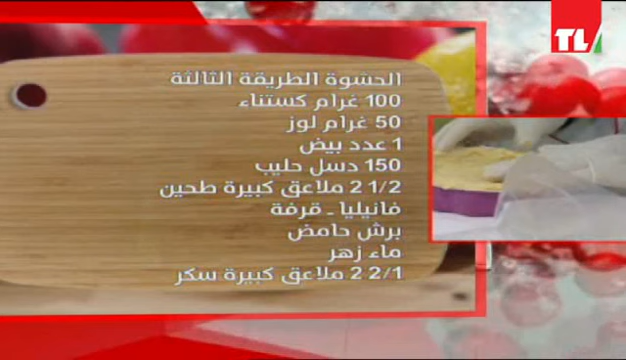 TL
الحشوة الطريقة الثالثة
100 غرام كستناء
50 غرام لوز
1 عدد بيض
150 دسل حليب
2 1/2 ملاعق كبيرة طحين
فانيليا - قرفة
برش حامض
ماء زهر
2 2/1 ملاعق كبيرة سكر